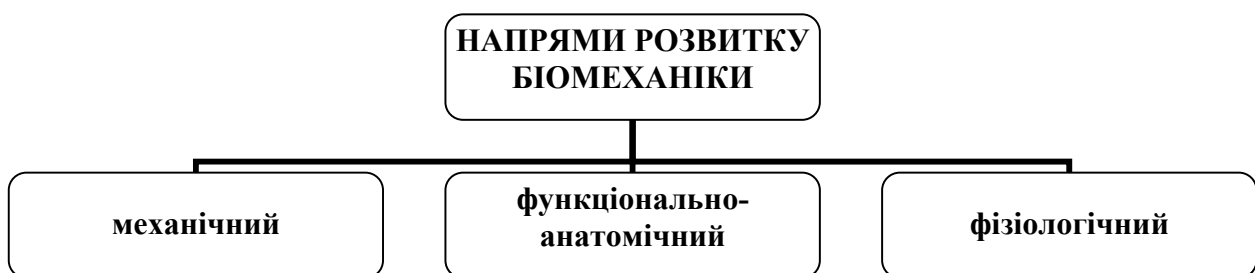 НАПРЯМИ РОЗВИТКУ
БІОМЕХАНІКИ
механічний
функціонально-
анатомічний
фізіологічний